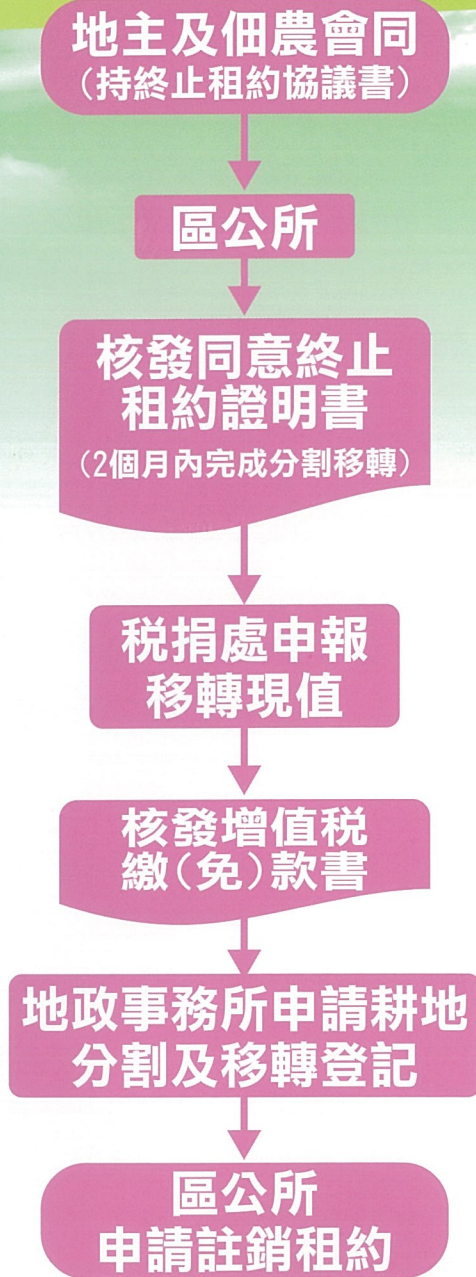 地主及佃農會同
(持終止租約協議書)
區公所
核發同意終止
租約證明書
(2個月內完成分割移轉)
税捐處申報
移轉現值
核發增值税
繳(免)款書
地政事務所申請耕地
分割及移轉登記
區公所
申請註銷租約